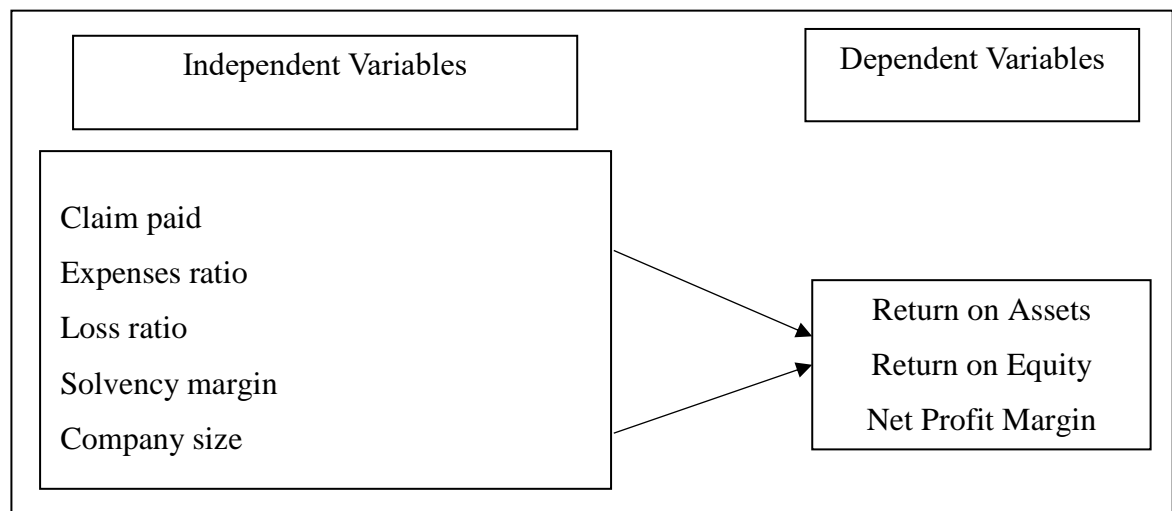 Independent Variables
Dependent Variables
Claim paid
Expenses ratio
Loss ratio
Solvency margin
Company size
Return on Assets
Return on Equity
Net Profit Margin